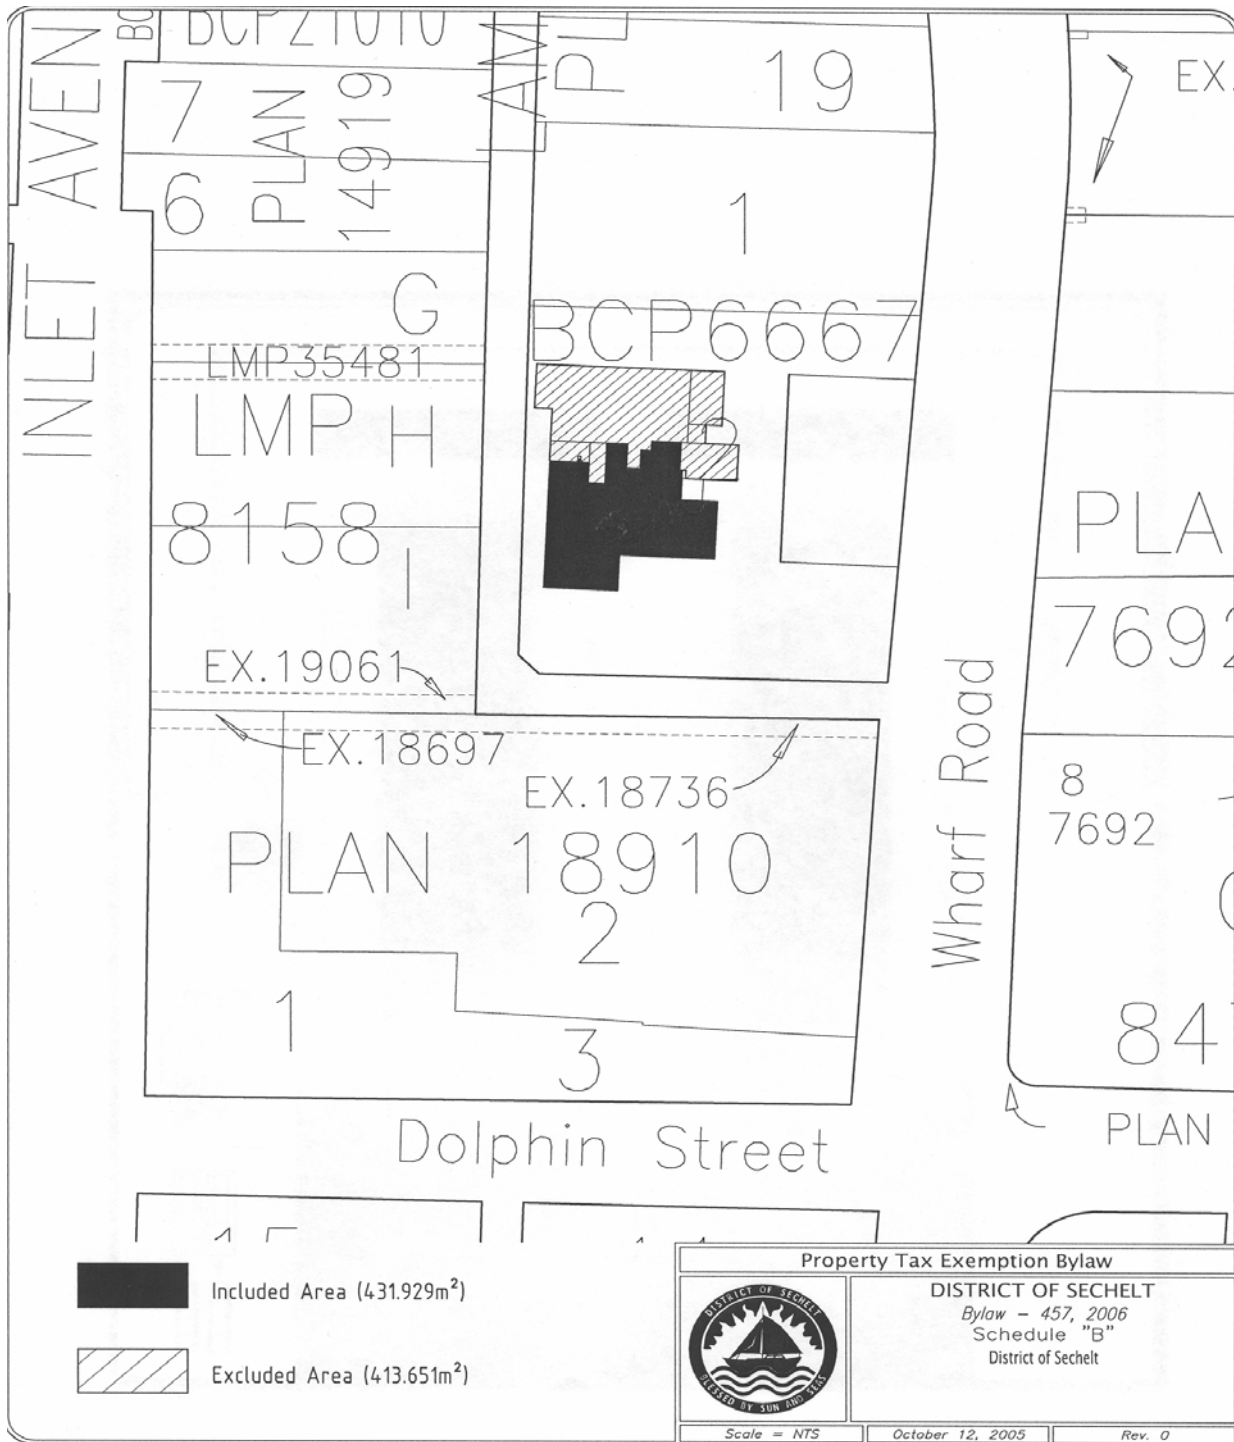 BCP21010
INLET AVEN
7
6
PLAN
14919
19
EX.
1
G
BCP6667
LMP35481
LMP
H
8158
I
PLA
7692
EX.19061
EX.18697
EX.18736
Wharf Road
8
7692
PLAN 18910
2
1
3
84
PLAN
Dolphin Street
15
Included Area (431.929m²)
Excluded Area (413.651m²)
Property Tax Exemption Bylaw
DISTRICT OF SECHELT
BLESSED BY SUN AND SEAS
DISTRICT OF SECHELT
Bylaw – 457, 2006
Schedule "B"
District of Sechelt
Scale = NTS
October 12, 2005
Rev. 0